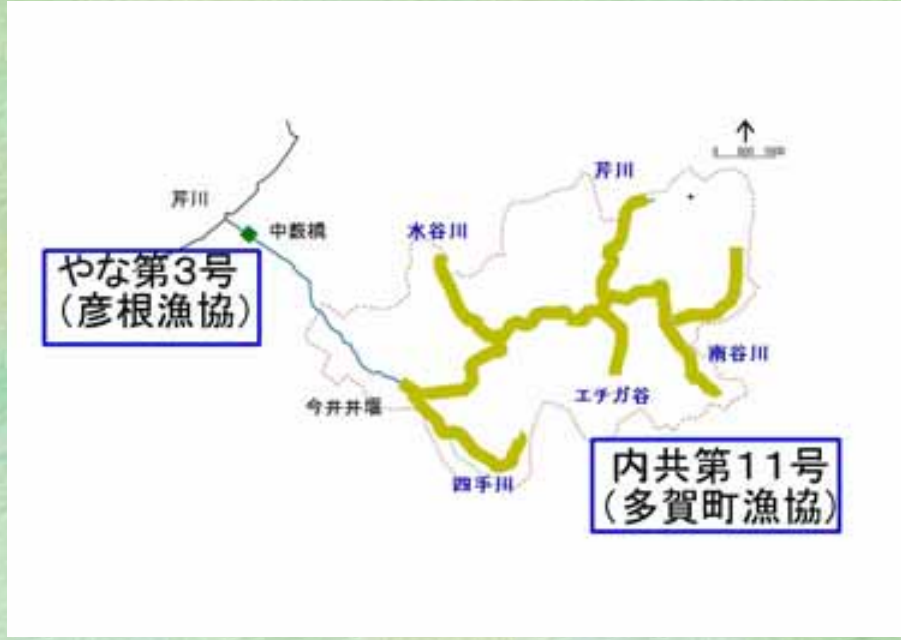 芹川
芹川
中藪橋
水谷川
やな第3号
(彦根漁協)
南谷川
エチガ谷
今井井堰
四手川
内共第11号
(多賀町漁協)